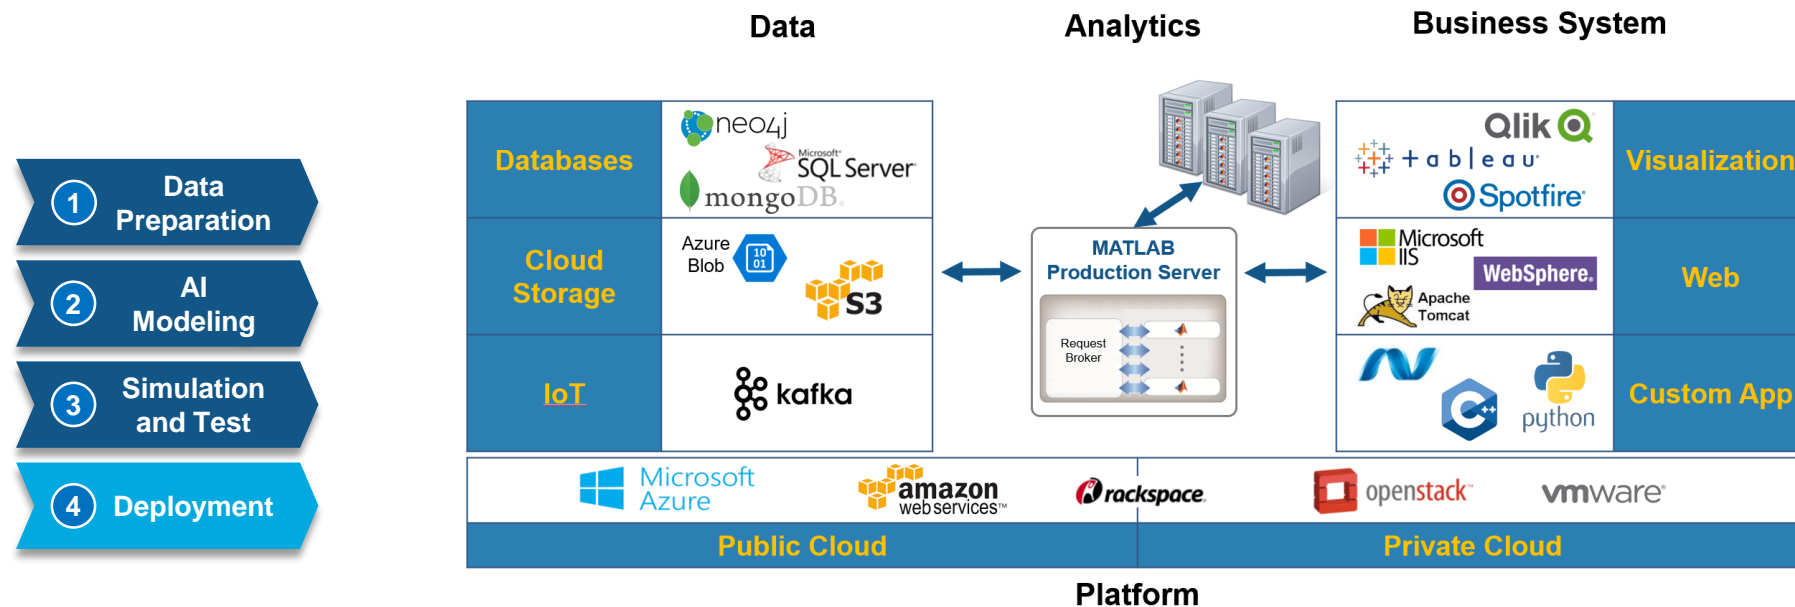 Data
Analytics
Business System
1
Data
Preparation
2
AI
Modeling
3
Simulation
and Test
4
Deployment
Databases
neo4j
Microsoft®
SQL Server®
mongoDB®
Cloud
Storage
Azure
Blob
10
01
S3
IoT
kafka
MATLAB
Production Server
Request
Broker
Qlik
+ a b l e a u®
Spotfire®
Visualization
Microsoft
IIS
WebSphere®
Apache
Tomcat
Web
C++
python
Custom App
Microsoft
Azure
amazon
web services™
rackspace®
openstack™
vmware®
Public Cloud
Private Cloud
Platform